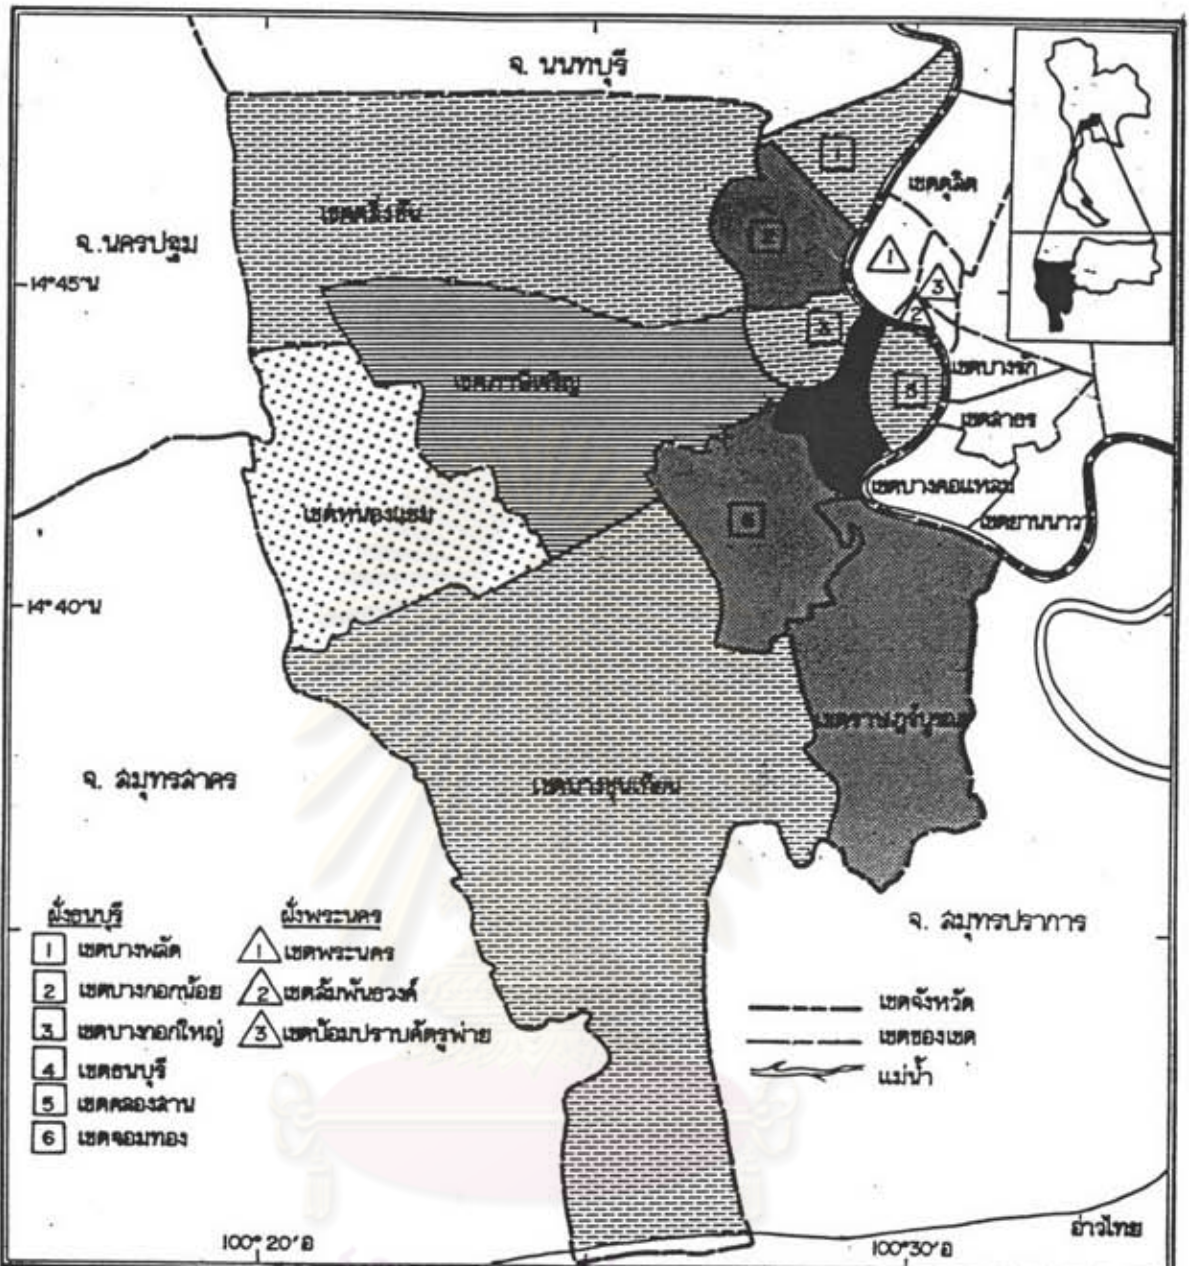 จ. นนทบุรี
1
เขตดุสิต
เขตตลิ่งชัน
จ. นครปฐม
2
1
3
14°45'น
2
3
เขตบางรัก
เขตภาษีเจริญ
5
เขตสาธร
เขตหนองแขม
เขตบางคอแหลม
6
เขตยานนาวา
14°40'น
เขตราษฎร์บูรณะ
จ. สมุทรสาคร
เขตบางขุนเทียน
ฝั่งธนบุรี
1 เขตบางพลัด
2 เขตบางกอกน้อย
3 เขตบางกอกใหญ่
4 เขตธนบุรี
5 เขตคลองสาน
6 เขตจอมทอง
ฝั่งพระนคร
1 เขตพระนคร
2 เขตสัมพันธวงศ์
3 เขตป้อมปราบศัตรูพ่าย
จ. สมุทรปราการ
เขตจังหวัด
เขตของเขต
แม่น้ำ
อ่าวไทย
100°20'อ
100°30'อ